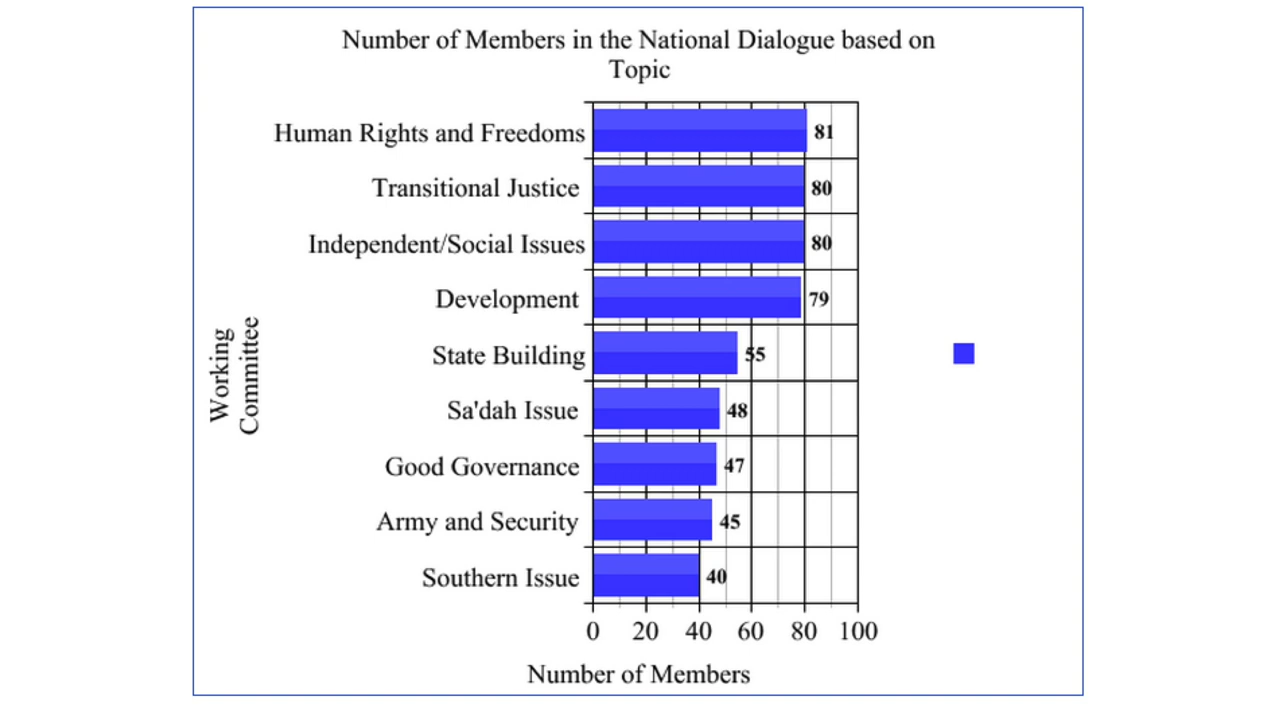 Number of Members in the National Dialogue based on
Topic
Human Rights and Freedoms 81
Transitional Justice 80
Independent/Social Issues 80
Development 79
State Building 55
Sa'dah Issue 48
Good Governance 47
Army and Security 45
Southern Issue 40
0 20 40 60 80 100
Number of Members
Working
Committee